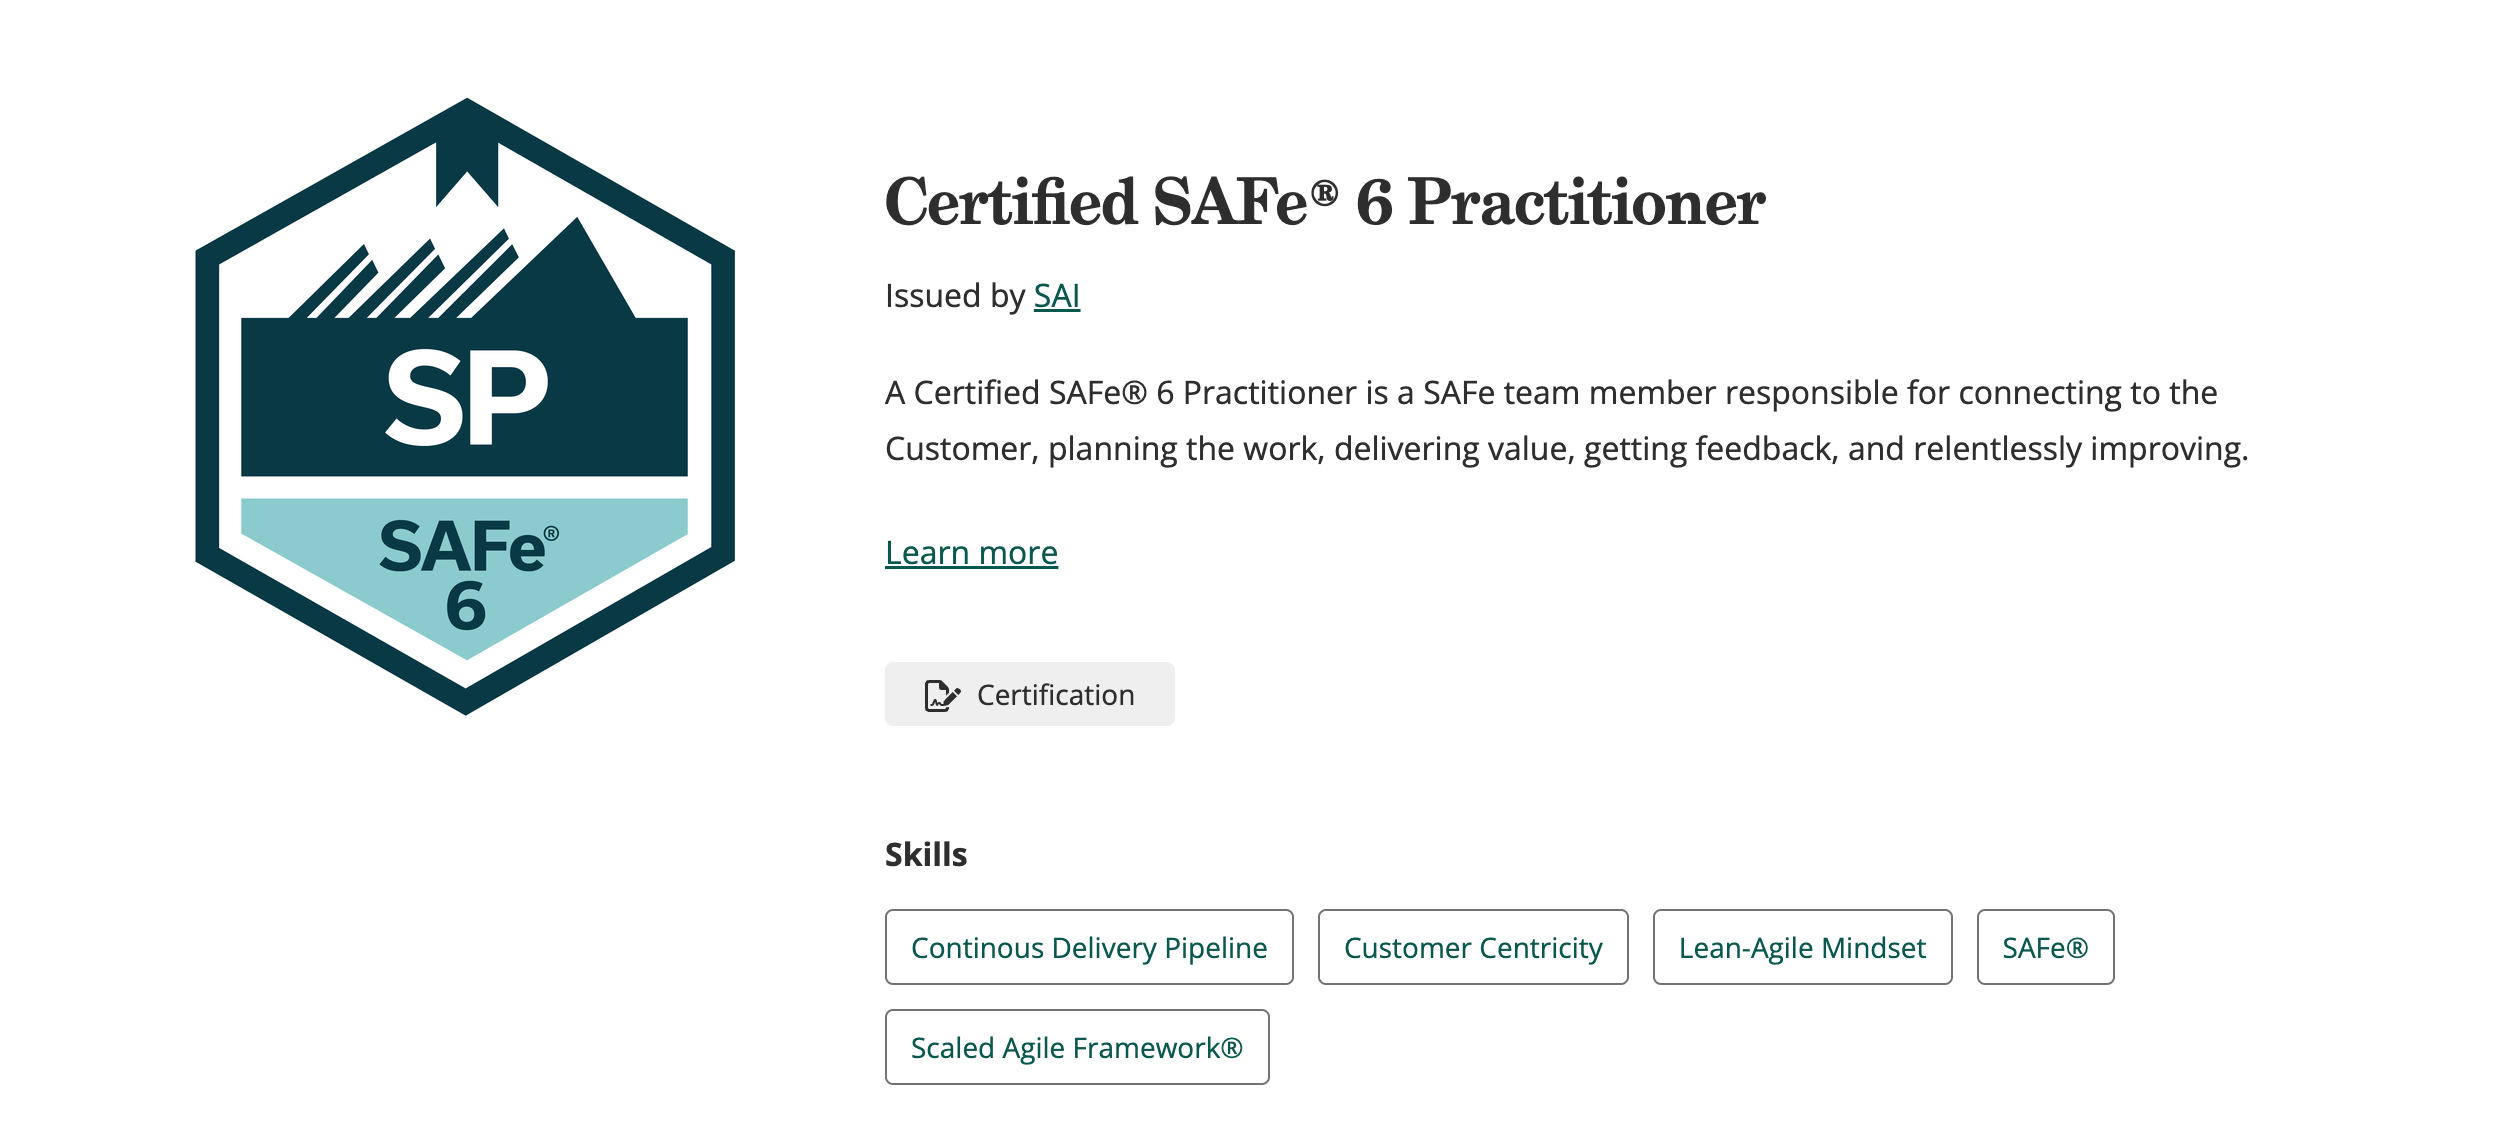 SP
SAFe®
6
Certified SAFe® 6 Practitioner
Issued by SAI
A Certified SAFe® 6 Practitioner is a SAFe team member responsible for connecting to the
Customer, planning the work, delivering value, getting feedback, and relentlessly improving.
Learn more
Certification
Skills
Continous Delivery Pipeline
Customer Centricity
Lean-Agile Mindset
SAFe®
Scaled Agile Framework®